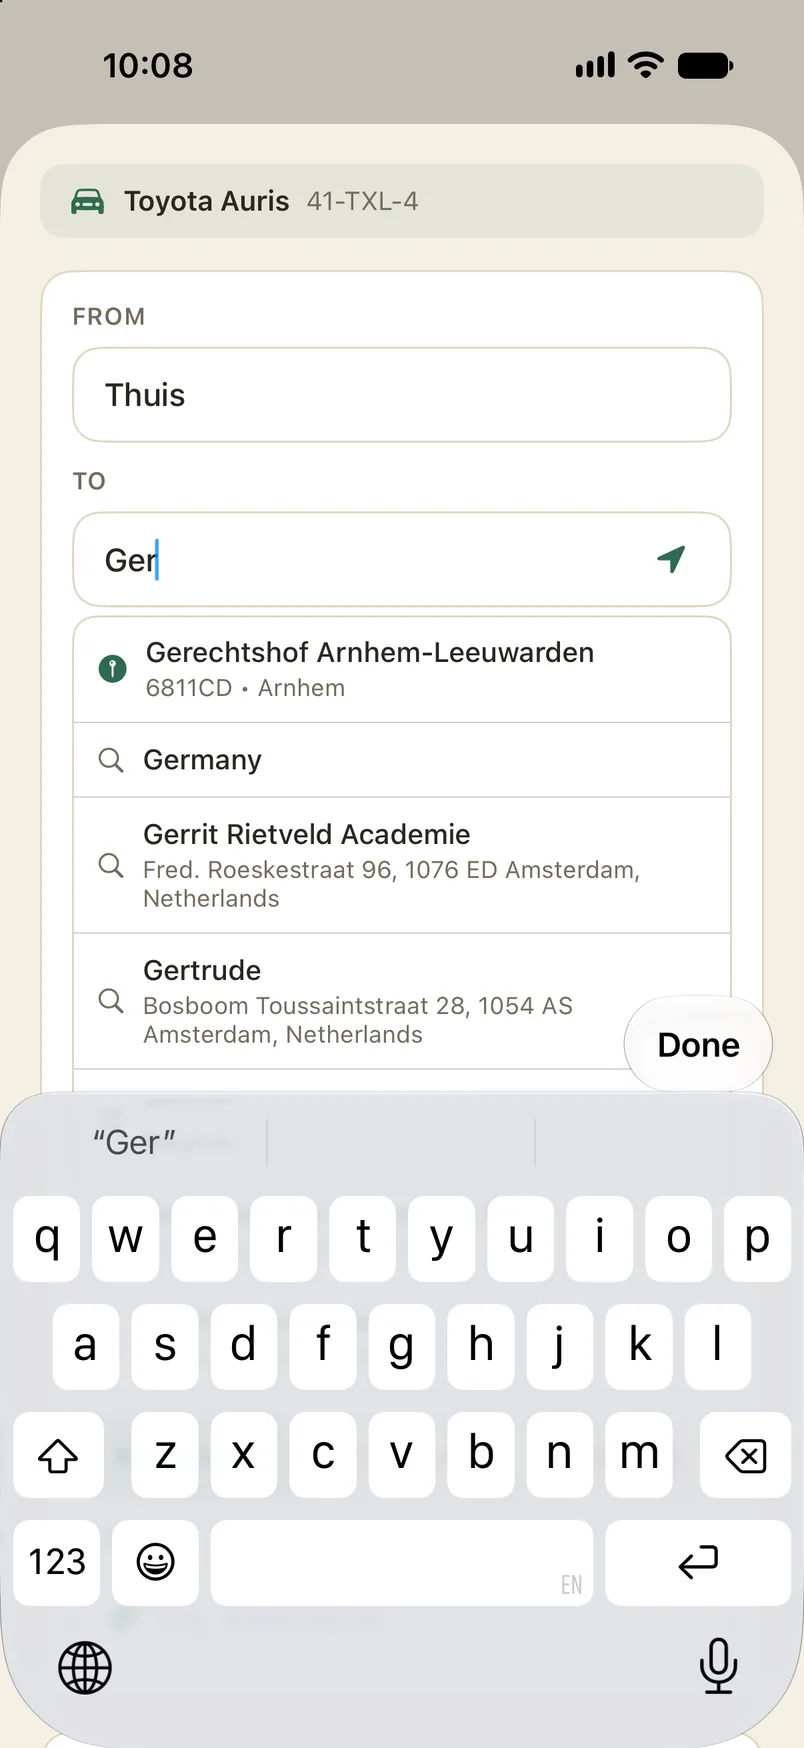 10:08
Toyota Auris 41-TXL-4
FROM
Thuis
TO
Ger
Gerechtshof Arnhem-Leeuwarden
6811CD • Arnhem
Germany
Gerrit Rietveld Academie
Fred. Roeskestraat 96, 1076 ED Amsterdam,
Netherlands
Gertrude
Bosboom Toussaintstraat 28, 1054 AS
Amsterdam, Netherlands
Done
“Ger”
q w e r t y u i o p
a s d f g h j k l
z x c v b n m
123
EN